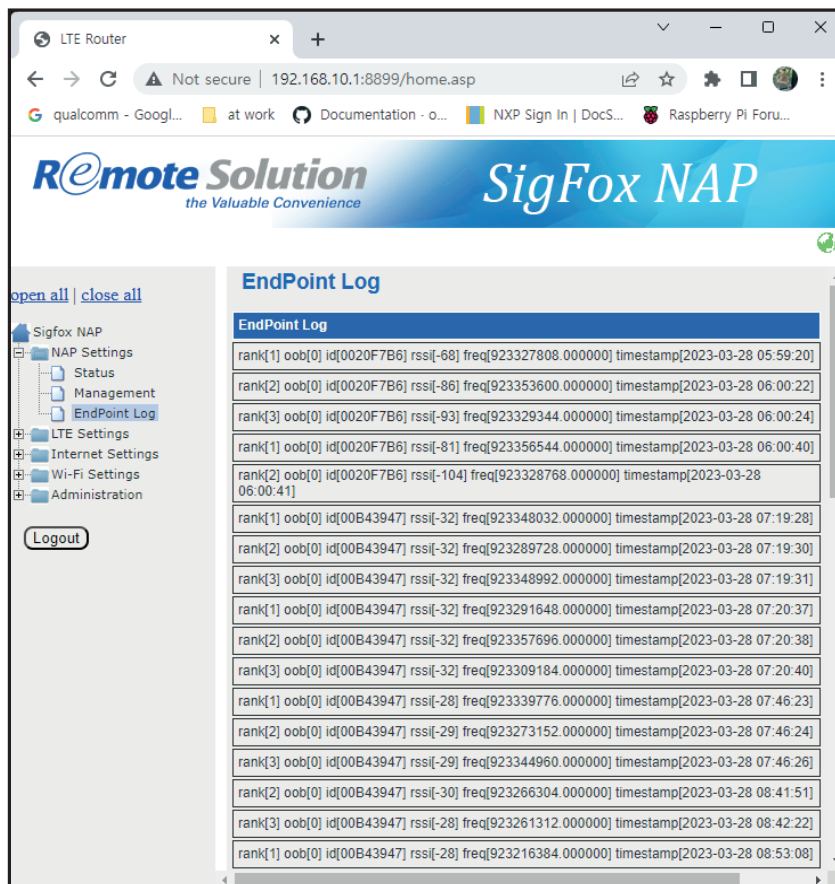 LTE Router
Not secure | 192.168.10.1:8899/home.asp
qualcomm - Googl... at work Documentation · o... NXP Sign In | DocS... Raspberry Pi Foru...
Remote Solution
the Valuable Convenience
SigFox NAP
open all | close all
Sigfox NAP
NAP Settings
Status
Management
EndPoint Log
LTE Settings
Internet Settings
Wi-Fi Settings
Administration
Logout
EndPoint Log
EndPoint Log
rank[1] oob[0] id[0020F7B6] rssi[-68] freq[923327808.000000] timestamp[2023-03-28 05:59:20]
rank[2] oob[0] id[0020F7B6] rssi[-86] freq[923353600.000000] timestamp[2023-03-28 06:00:22]
rank[3] oob[0] id[0020F7B6] rssi[-93] freq[923329344.000000] timestamp[2023-03-28 06:00:24]
rank[1] oob[0] id[0020F7B6] rssi[-81] freq[923356544.000000] timestamp[2023-03-28 06:00:40]
rank[2] oob[0] id[0020F7B6] rssi[-104] freq[923328768.000000] timestamp[2023-03-28
06:00:41]
rank[1] oob[0] id[00B43947] rssi[-32] freq[923348032.000000] timestamp[2023-03-28 07:19:28]
rank[2] oob[0] id[00B43947] rssi[-32] freq[923289728.000000] timestamp[2023-03-28 07:19:30]
rank[3] oob[0] id[00B43947] rssi[-32] freq[923348992.000000] timestamp[2023-03-28 07:19:31]
rank[1] oob[0] id[00B43947] rssi[-32] freq[923291648.000000] timestamp[2023-03-28 07:20:37]
rank[2] oob[0] id[00B43947] rssi[-32] freq[923357696.000000] timestamp[2023-03-28 07:20:38]
rank[3] oob[0] id[00B43947] rssi[-32] freq[923309184.000000] timestamp[2023-03-28 07:20:40]
rank[1] oob[0] id[00B43947] rssi[-28] freq[923339776.000000] timestamp[2023-03-28 07:46:23]
rank[2] oob[0] id[00B43947] rssi[-29] freq[923273152.000000] timestamp[2023-03-28 07:46:24]
rank[3] oob[0] id[00B43947] rssi[-29] freq[923344960.000000] timestamp[2023-03-28 07:46:26]
rank[2] oob[0] id[00B43947] rssi[-30] freq[923266304.000000] timestamp[2023-03-28 08:41:51]
rank[3] oob[0] id[00B43947] rssi[-28] freq[923261312.000000] timestamp[2023-03-28 08:42:22]
rank[1] oob[0] id[00B43947] rssi[-28] freq[923216384.000000] timestamp[2023-03-28 08:53:08]